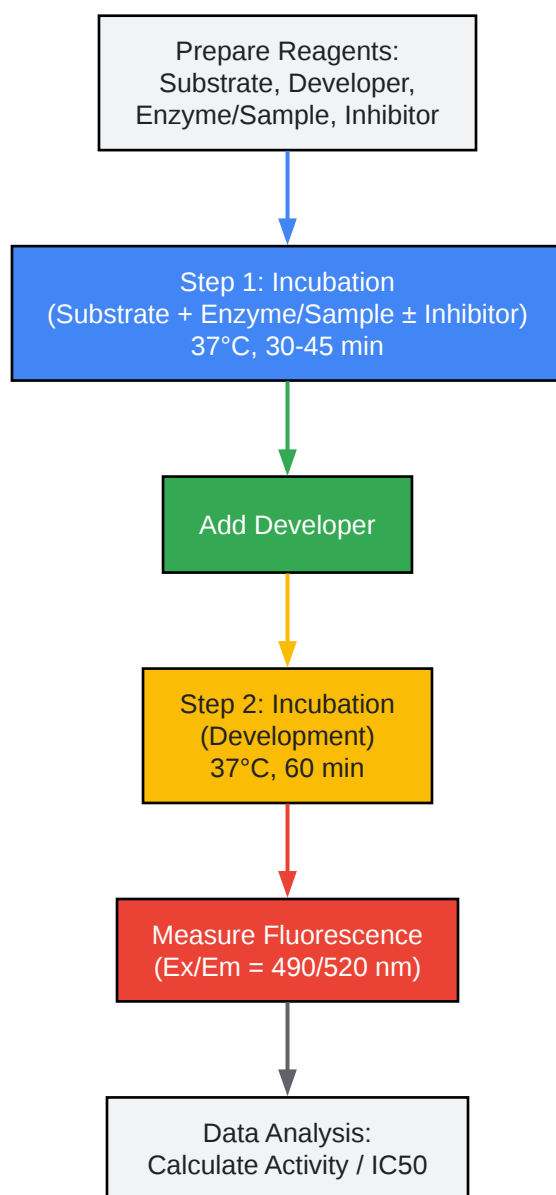 Prepare Reagents:
Substrate, Developer,
Enzyme/Sample, Inhibitor
Step 1: Incubation
(Substrate + Enzyme/Sample ± Inhibitor)
37°C, 30-45 min
Add Developer
Step 2: Incubation
(Development)
37°C, 60 min
Measure Fluorescence
(Ex/Em = 490/520 nm)
Data Analysis:
Calculate Activity / IC50